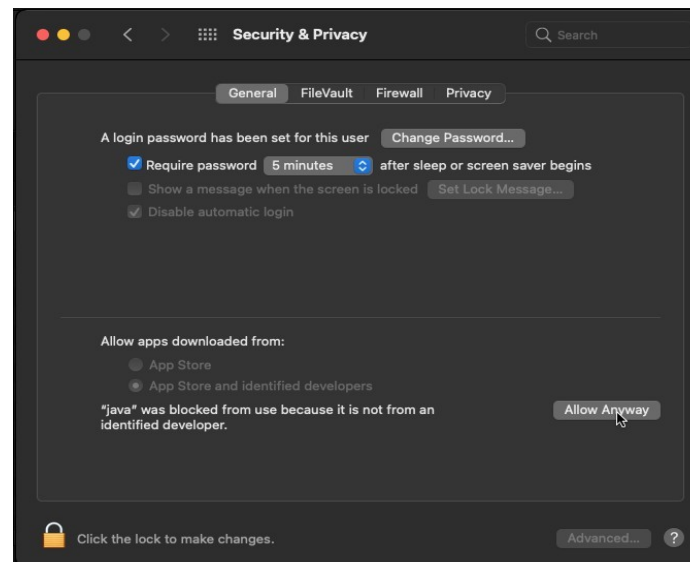 Security & Privacy
Search
General FileVault Firewall Privacy
A login password has been set for this user Change Password...
Require password 5 minutes after sleep or screen saver begins
Show a message when the screen is locked Set Lock Message...
Disable automatic login
Allow apps downloaded from:
App Store
App Store and identified developers
"java" was blocked from use because it is not from an Allow Anyway
identified developer.
Click the lock to make changes. Advanced... ?